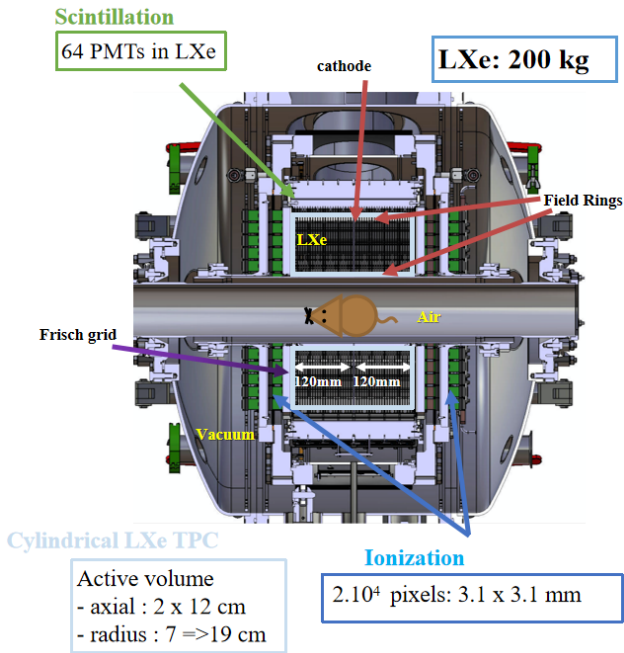 Scintillation
64 PMTs in LXe
cathode
LXe: 200 kg
Field Rings
LXe
Air
Frisch grid
120mm 120mm
Vacuum
Cylindrical LXe TPC
Ionization
Active volume
- axial : 2 x 12 cm
- radius : 7 =>19 cm
2.10⁴ pixels: 3.1 x 3.1 mm